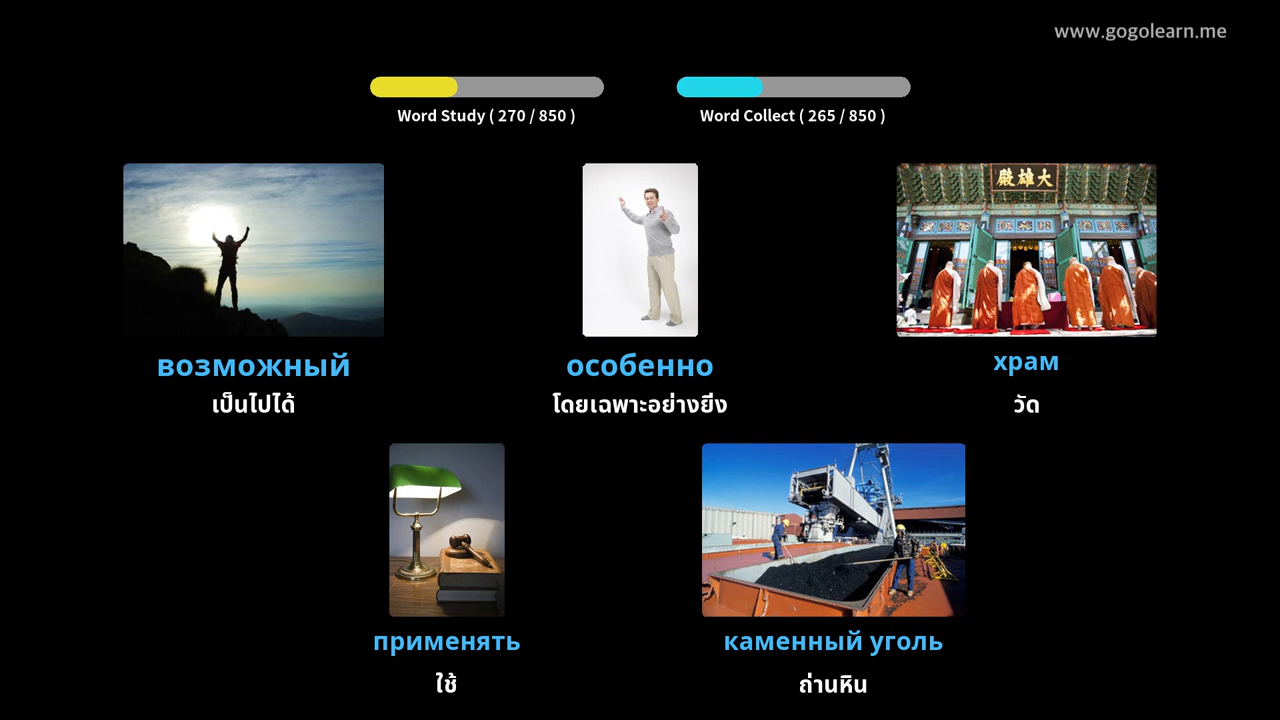 www.gogolearn.me
Word Study ( 270 / 850 )
Word Collect ( 265 / 850 )
大雄殿
возможный
เป็นไปได้
особенно
โดยเฉพาะอย่างยิ่ง
храм
วัด
применять
ใช้
каменный уголь
ถ่านหิน